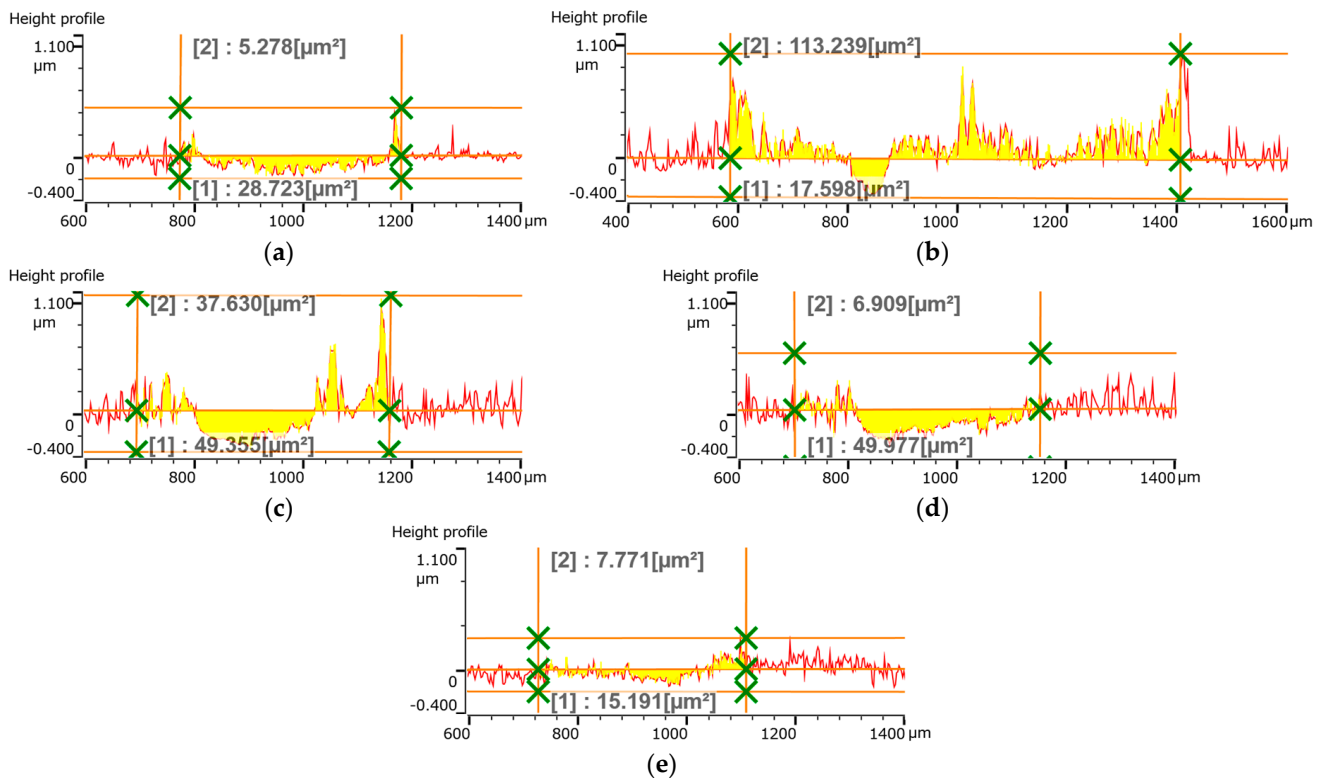 Height profile
1.100
µm
0
-0.400
[2] : 5.278[µm²]
[1] : 28.723[µm²]
600 800 1000 1200 1400 µm
(a)
Height profile
1.100
µm
0
-0.400
[2] : 113.239[µm²]
[1] : 17.598[µm²]
400 600 800 1000 1200 1400 1600 µm
(b)
Height profile
1.100
µm
0
-0.400
[2] : 37.630[µm²]
[1] : 49.355[µm²]
600 800 1000 1200 1400 µm
(c)
Height profile
1.100
µm
0
-0.400
[2] : 6.909[µm²]
[1] : 49.977[µm²]
600 800 1000 1200 1400 µm
(d)
Height profile
1.100
µm
0
-0.400
[2] : 7.771[µm²]
[1] : 15.191[µm²]
600 800 1000 1200 1400 µm
(e)